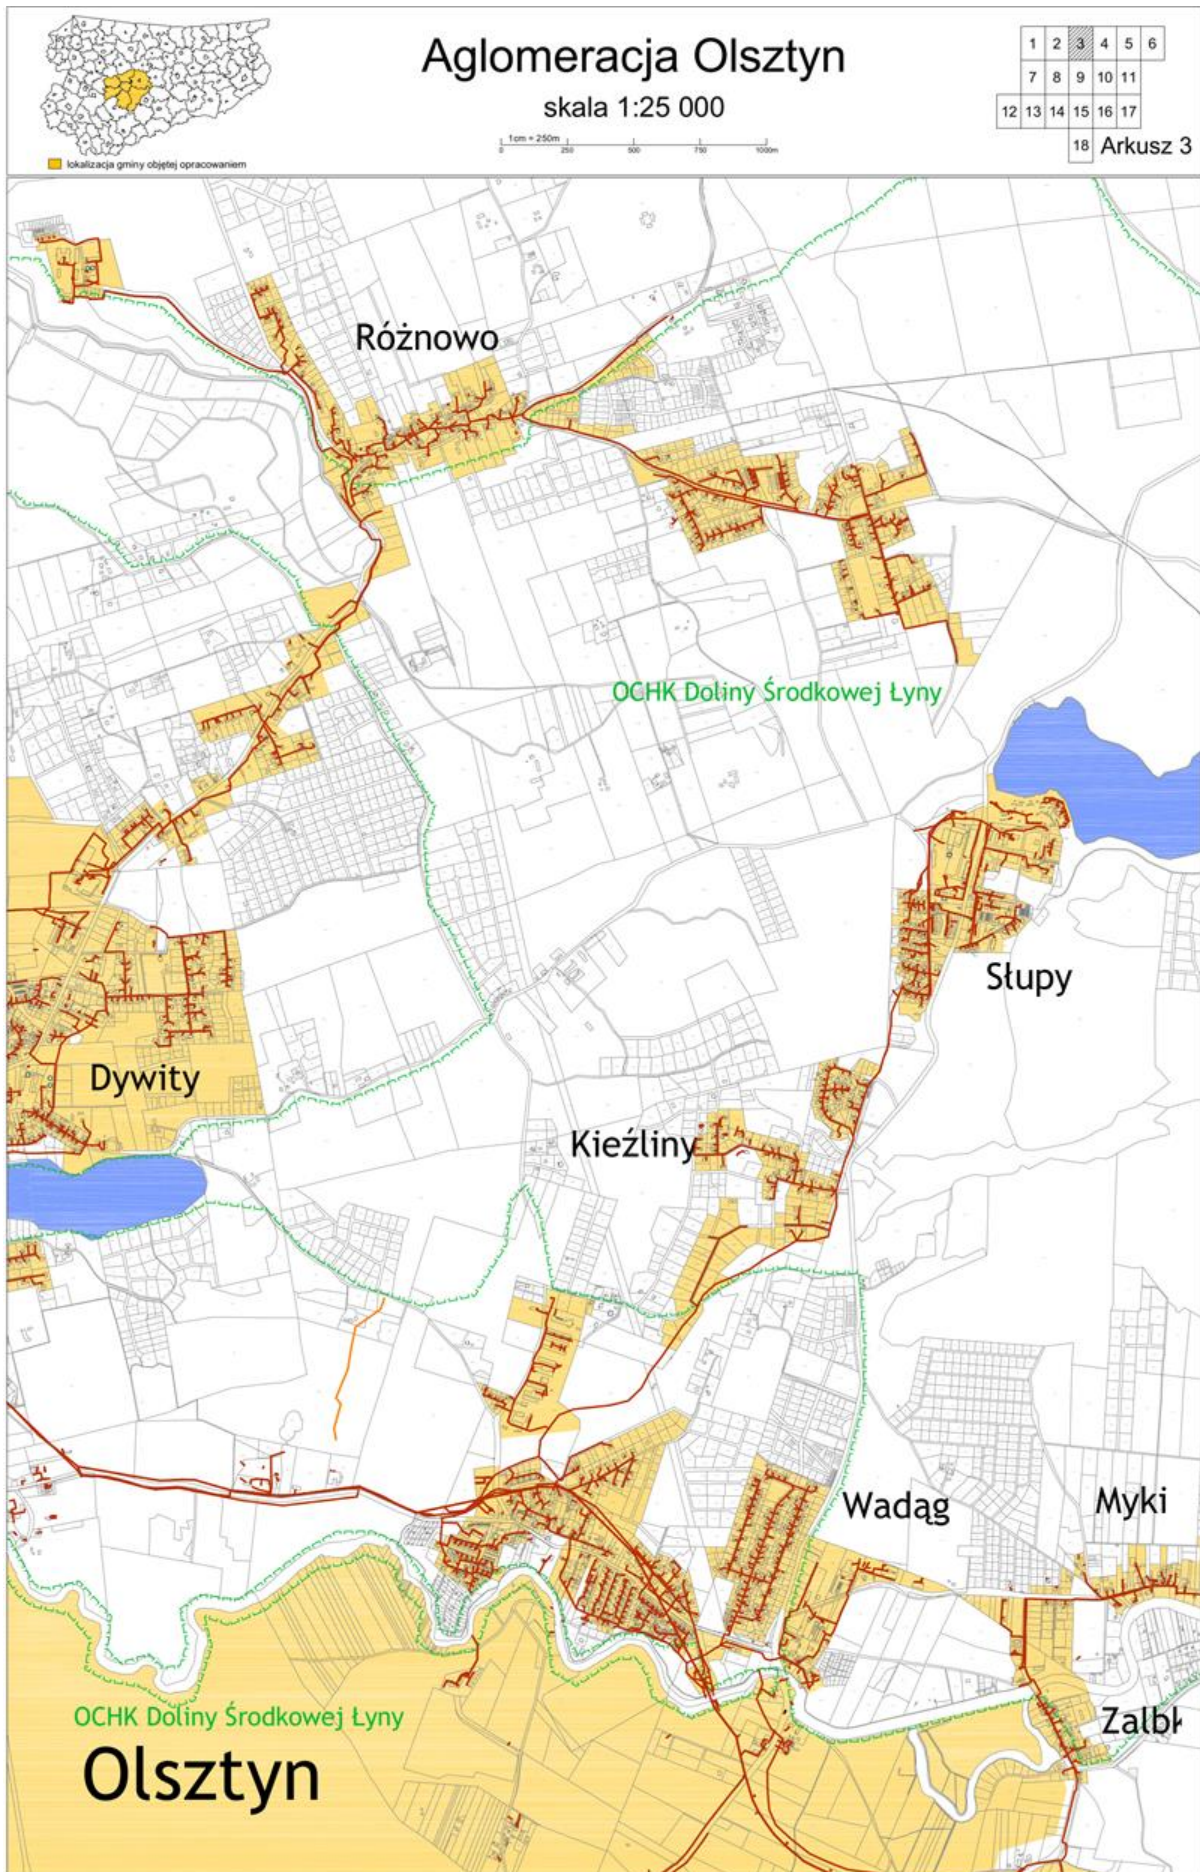 Aglomeracja Olsztyn
skala 1:25 000
1cm = 250m
0 250 500 750 1000m
lokalizacja gminy objętej opracowaniem
1 2 3 4 5 6
7 8 9 10 11
12 13 14 15 16 17
18 Arkusz 3
Różnowo
OCHK Doliny Środkowej Łyny
Słupy
Dywity
Kieźliny
Wadąg
Myki
OCHK Doliny Środkowej Łyny
Zalbk
Olsztyn